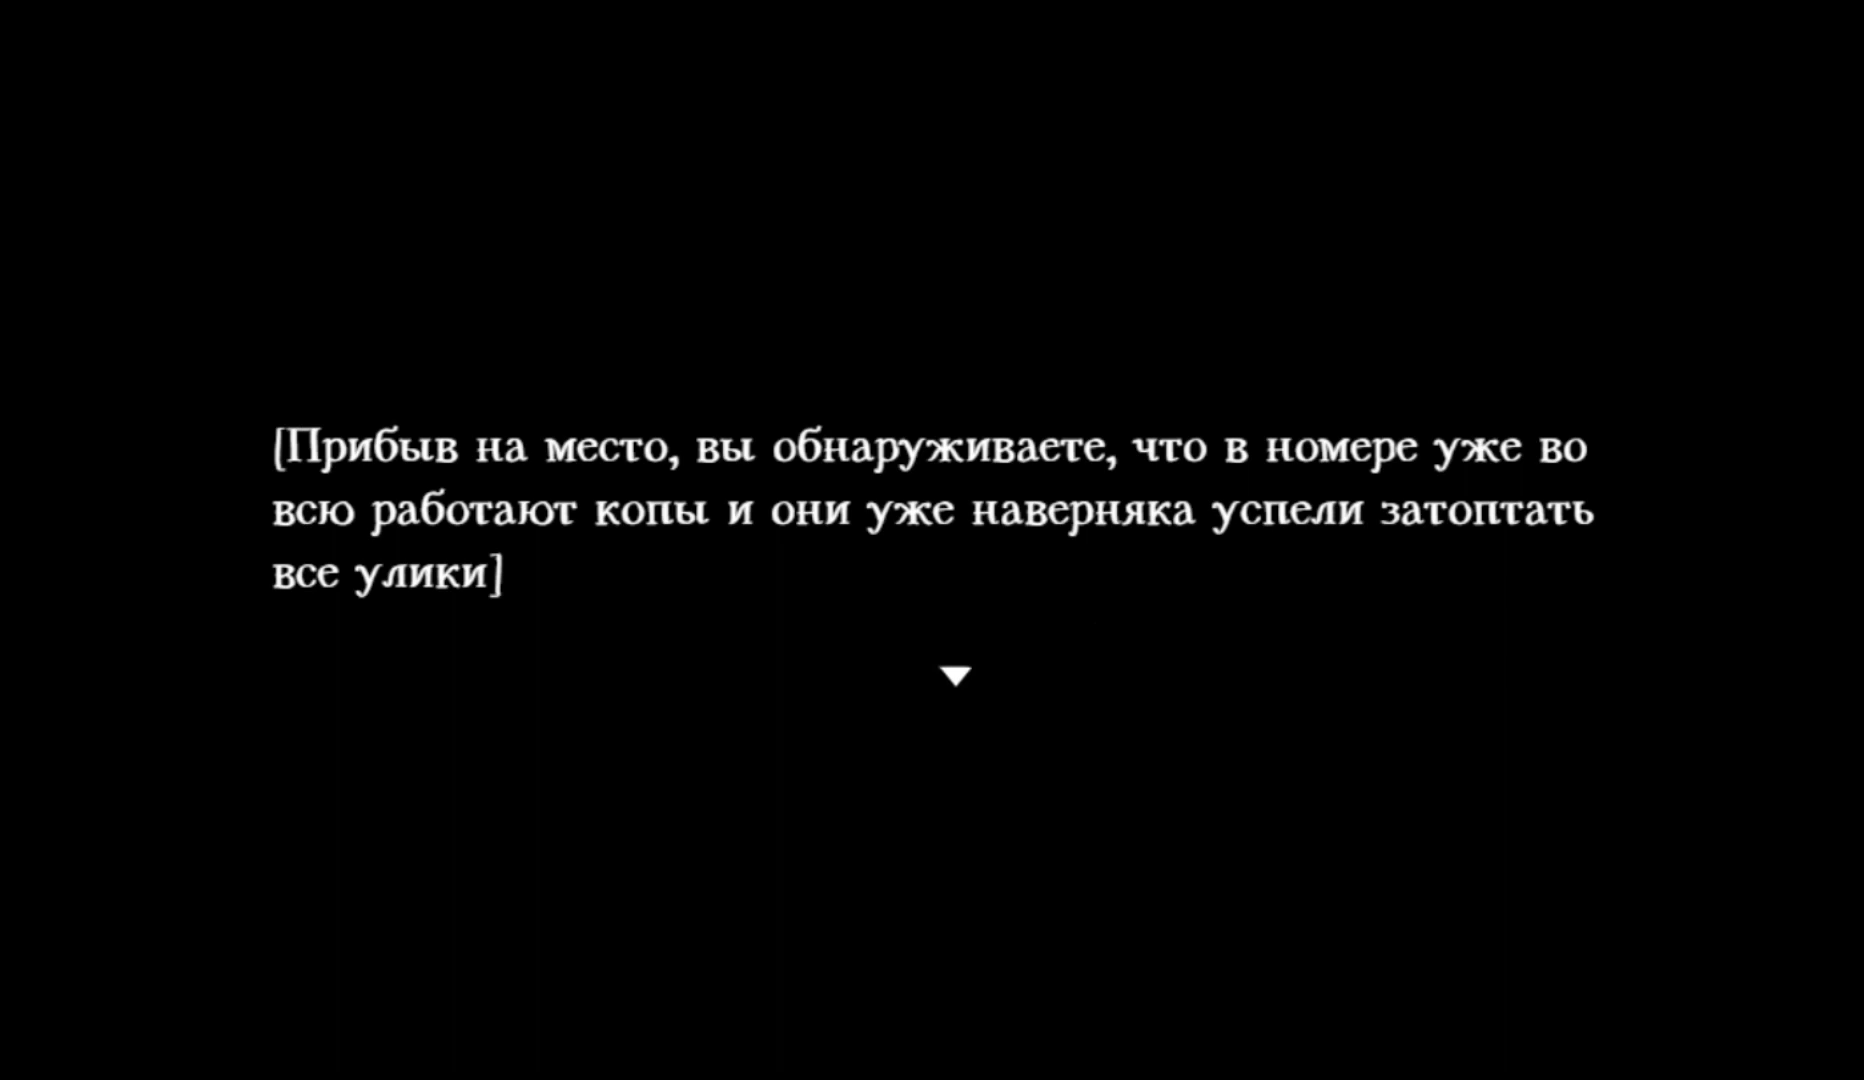 [Прибыв на место, вы обнаруживаете, что в номере уже во
всю работают копы и они уже наверняка успели затоптать
все улики]